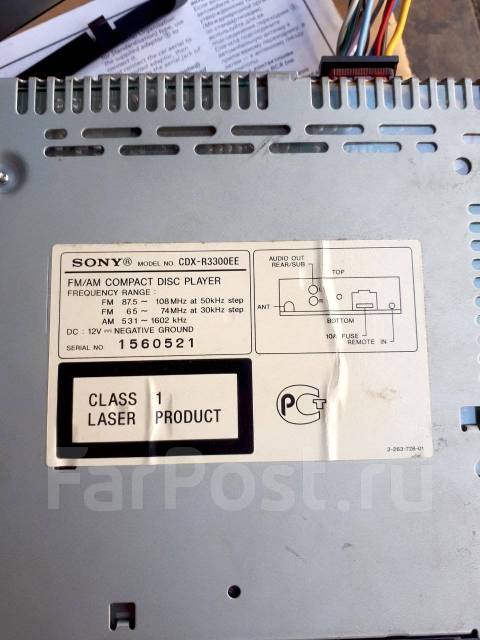 SONY® MODEL NO. CDX-R3300EE
FM/AM COMPACT DISC PLAYER
FREQUENCY RANGE :
FM 87.5 ~ 108 MHz at 50kHz step
FM 6.5 ~ 74 MHz at 30kHz step
AM 531 ~ 1602 kHz
DC : 12V NEGATIVE GROUND
SERIAL NO. 1560521
AUDIO OUT
REAR/SUB
TOP
ANT
BOTTOM
10A FUSE
REMOTE IN
CLASS 1
LASER PRODUCT
PCT
3-263-728-01
FarPost.ru